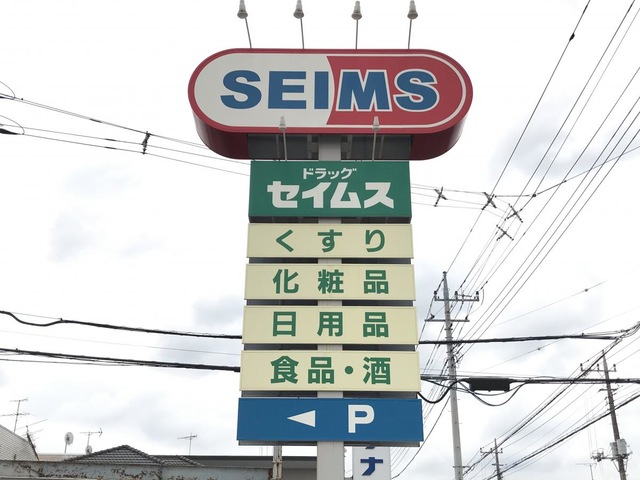 SEIMS
ドラッグ
セイムス
くすり
化粧品
日用品
食品・酒
◀ P
ナ